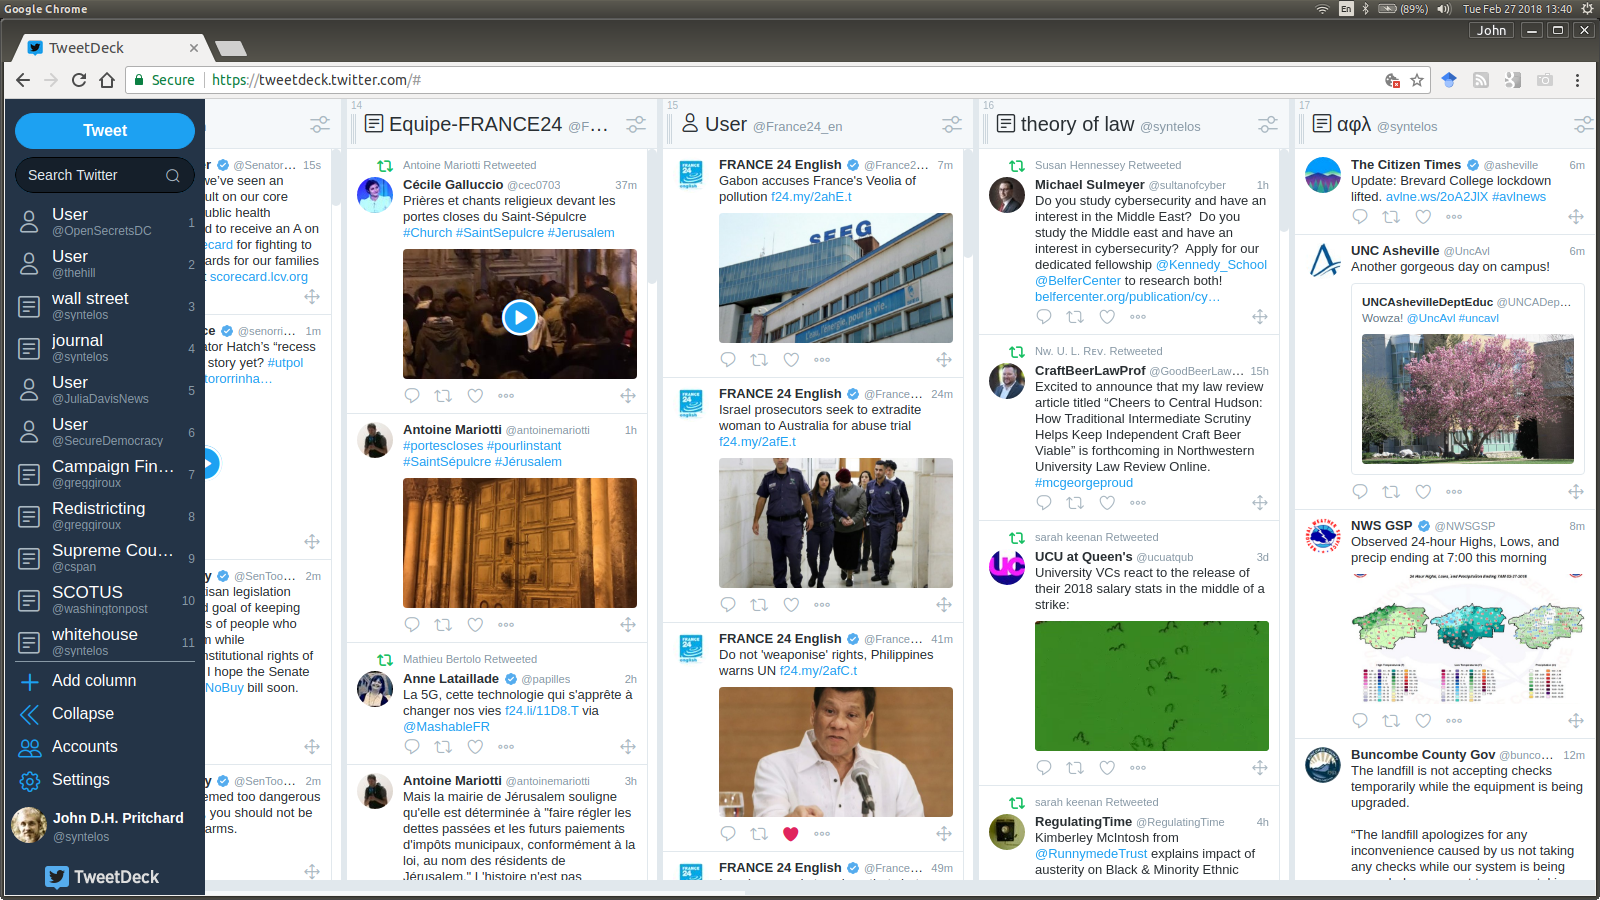 Google Chrome
En
(89%)
Tue Feb 27 2018 13:40
John
TweetDeck
Secure
https://tweetdeck.twitter.com/#
Tweet
Search Twitter
User
@OpenSecretsDC
1
User
@thehill
2
wall street
@syntelos
3
journal
@syntelos
4
User
@JuliaDavisNews
5
User
@SecureDemocracy
6
Campaign Fin...
@greggiroux
7
Redistricting
@greggiroux
8
Supreme Cou...
@cspan
9
SCOTUS
@washingtonpost
10
whitehouse
@syntelos
11
Add column
Collapse
Accounts
Settings
John D.H. Pritchard
@syntelos
TweetDeck
r @Senator... 15s
we've seen an
ult on our core
public health
d to receive an A on
ecard for fighting to
ards for our families
t scorecard.lcv.org
ce @senorri... 1m
ator Hatch's “recess
story yet? #utpol
torrorinha…
y @SenToo... 2m
isan legislation
d goal of keeping
s of people who
n while
nstitutional rights of
I hope the Senate
NoBuy bill soon.
y @SenToo... 2m
emed too dangerous
, you should not be
arms.
14
Equipe-FRANCE24 @F...
Antoine Mariotti Retweeted
Cécile Galluccio @cec0703 37m
Prières et chants religieux devant les
portes closes du Saint-Sépulcre
#Church #SaintSepulcre #Jerusalem
Antoine Mariotti @antoinemariotti 1h
#portescloses #pourlinstant
#SaintSépulcre #Jérusalem
Mathieu Bertolo Retweeted
Anne Lataillade @papilles 2h
La 5G, cette technologie qui s'apprête à
changer nos vies f24.li/11D8.T via
@MashableFR
Antoine Mariotti @antoinemariotti 3h
Mais la mairie de Jérusalem souligne
qu'elle est déterminée à "faire régler les
dettes passées et les futurs paiements
d'impôts municipaux, conformément à la
loi, au nom des résidents de
Jérusalem." L'histoire n'est pas
15
User @France24_en
FRANCE 24 English @France2... 7m
Gabon accuses France's Veolia of
pollution f24.my/2ahE.t
SEEG
L'eau, l'énergie, pour la vie.
FRANCE 24 English @France... 24m
Israel prosecutors seek to extradite
woman to Australia for abuse trial
f24.my/2afE.t
FRANCE 24 English @France... 41m
Do not 'weaponise' rights, Philippines
warns UN f24.my/2afC.t
FRANCE 24 English @France... 49m
16
theory of law @syntelos
Susan Hennessey Retweeted
Michael Sulmeyer @sultanofcyber 1h
Do you study cybersecurity and have an
interest in the Middle East? Do you
study the Middle east and have an
interest in cybersecurity? Apply for our
dedicated fellowship @Kennedy_School
@BelferCenter to research both!
belfercenter.org/publication/cy…
Nw. U. L. Rev. Retweeted
CraftBeerLawProf @GoodBeerLaw... 15h
Excited to announce that my law review
article titled “Cheers to Central Hudson:
How Traditional Intermediate Scrutiny
Helps Keep Independent Craft Beer
Viable” is forthcoming in Northwestern
University Law Review Online.
#mcgeorgeproud
sarah keenan Retweeted
UCU at Queen's @ucuatqub 3d
University VCs react to the release of
their 2018 salary stats in the middle of a
strike:
sarah keenan Retweeted
RegulatingTime @RegulatingTime 4h
Kimberley McIntosh from
@RunnymedeTrust explains impact of
austerity on Black & Minority Ethnic
17
αφλ @syntelos
The Citizen Times @asheville 6m
Update: Brevard College lockdown
lifted. avlne.ws/2oA2JIX #avlnews
UNC Asheville @UncAvl 6m
Another gorgeous day on campus!
UNCAshevilleDeptEduc @UNCADep...
Wowza! @UncAvl #uncavl
NWS GSP @NWSGSP 8m
Observed 24-hour Highs, Lows, and
precip ending at 7:00 this morning
24 Hour Highs, Lows, and Precipitation Ending 7AM 02-27-2018
Buncombe County Gov @bunco... 12m
The landfill is not accepting checks
temporarily while the equipment is being
upgraded.
“The landfill apologizes for any
inconvenience caused by us not taking
any checks while our system is being